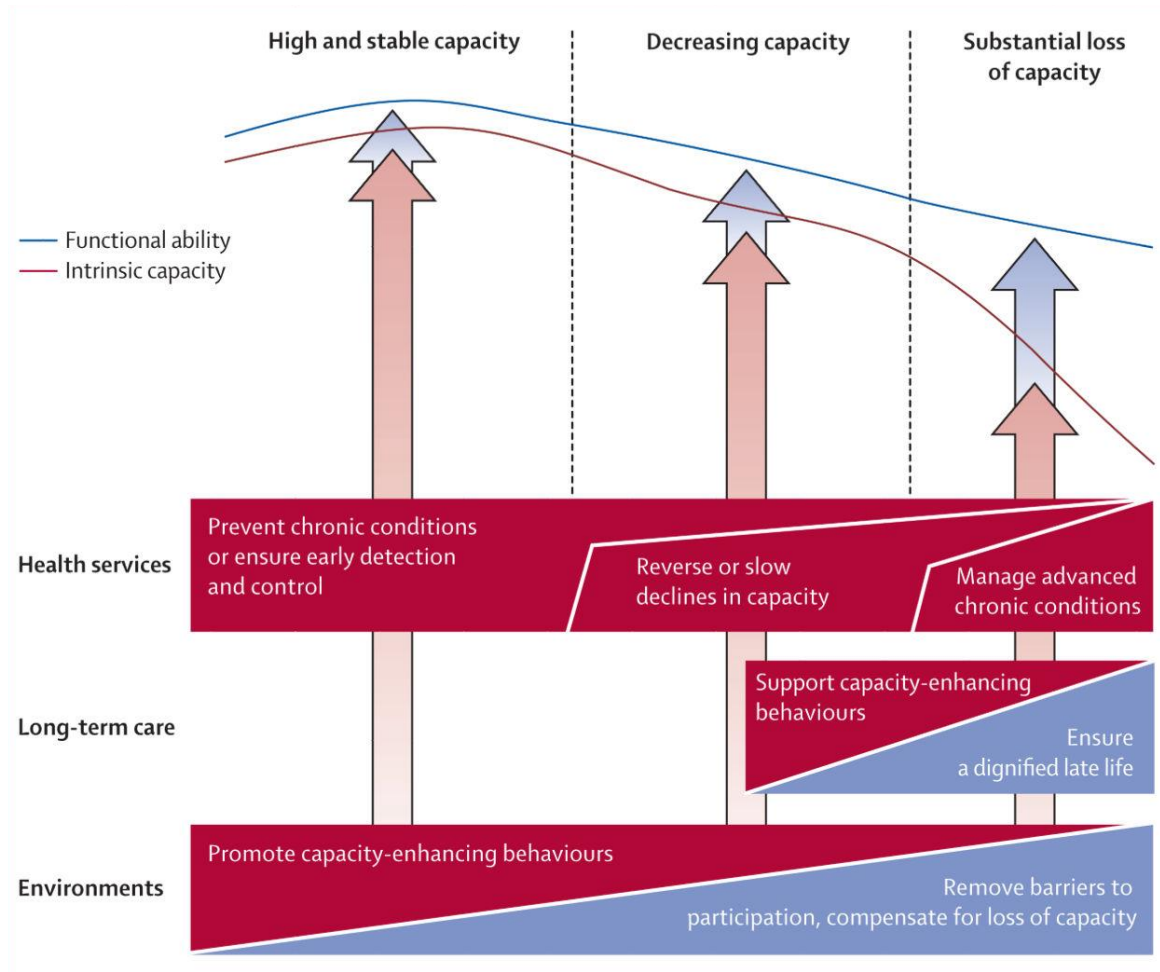 High and stable capacity
Decreasing capacity
Substantial loss
of capacity
Functional ability
Intrinsic capacity
Health services
Prevent chronic conditions
or ensure early detection
and control
Reverse or slow
declines in capacity
Manage advanced
chronic conditions
Long-term care
Support capacity-enhancing
behaviours
Ensure
a dignified late life
Environments
Promote capacity-enhancing behaviours
Remove barriers to
participation, compensate for loss of capacity